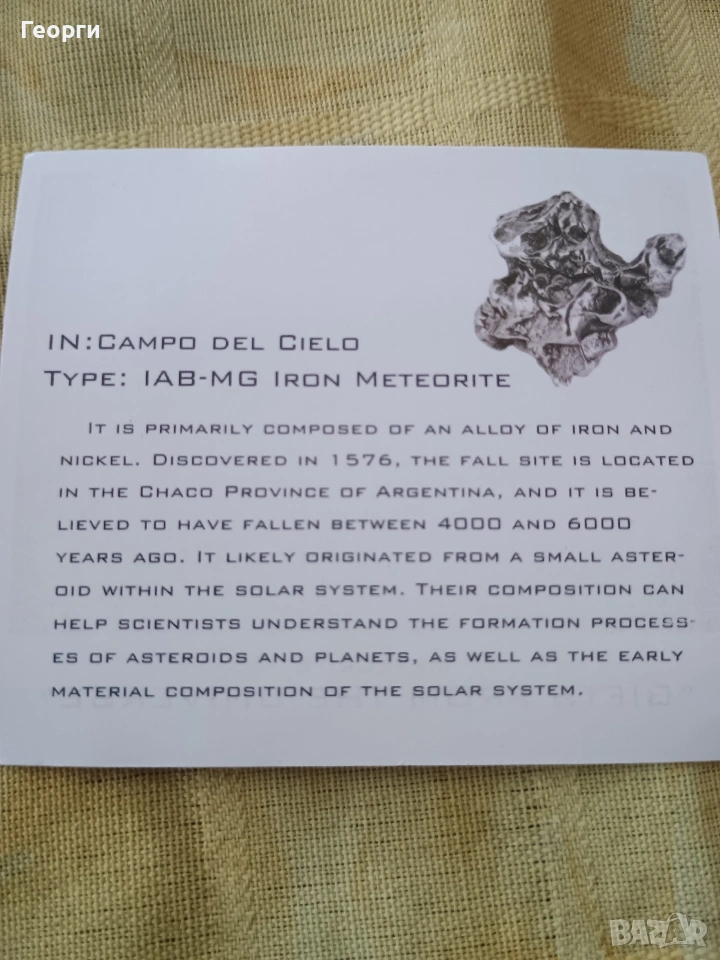 Георги
IN:CAMPO DEL CIELO
TYPE: IAB-MG IRON METEORITE
IT IS PRIMARILY COMPOSED OF AN ALLOY OF IRON AND
NICKEL. DISCOVERED IN 1576, THE FALL SITE IS LOCATED
IN THE CHACO PROVINCE OF ARGENTINA, AND IT IS BE-
LIEVED TO HAVE FALLEN BETWEEN 4000 AND 6000
YEARS AGO. IT LIKELY ORIGINATED FROM A SMALL ASTER-
OID WITHIN THE SOLAR SYSTEM. THEIR COMPOSITION CAN
HELP SCIENTISTS UNDERSTAND THE FORMATION PROCESS-
ES OF ASTEROIDS AND PLANETS, AS WELL AS THE EARLY
MATERIAL COMPOSITION OF THE SOLAR SYSTEM.
BAZAR